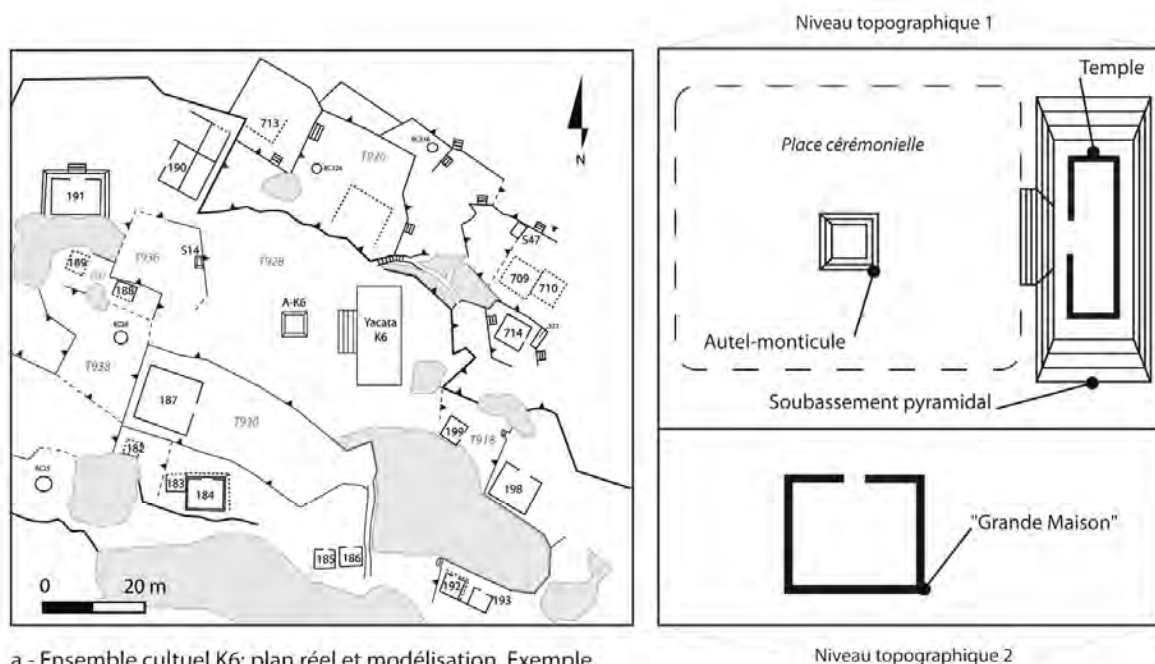 Niveau topographique 1
713
T920
190
191
S14
T936
T928
189
188
S47
709
710
A-K6
Yacata
K6
714
T938
187
T930
182
183
184
199
T918
198
185
186
192
193
0
20 m
N
Temple
Place cérémonielle
Autel-monticule
Soubassement pyramidal
"Grande Maison"
Niveau topographique 2
a - Ensemble cultuel K6: plan réel et modélisation. Exemple